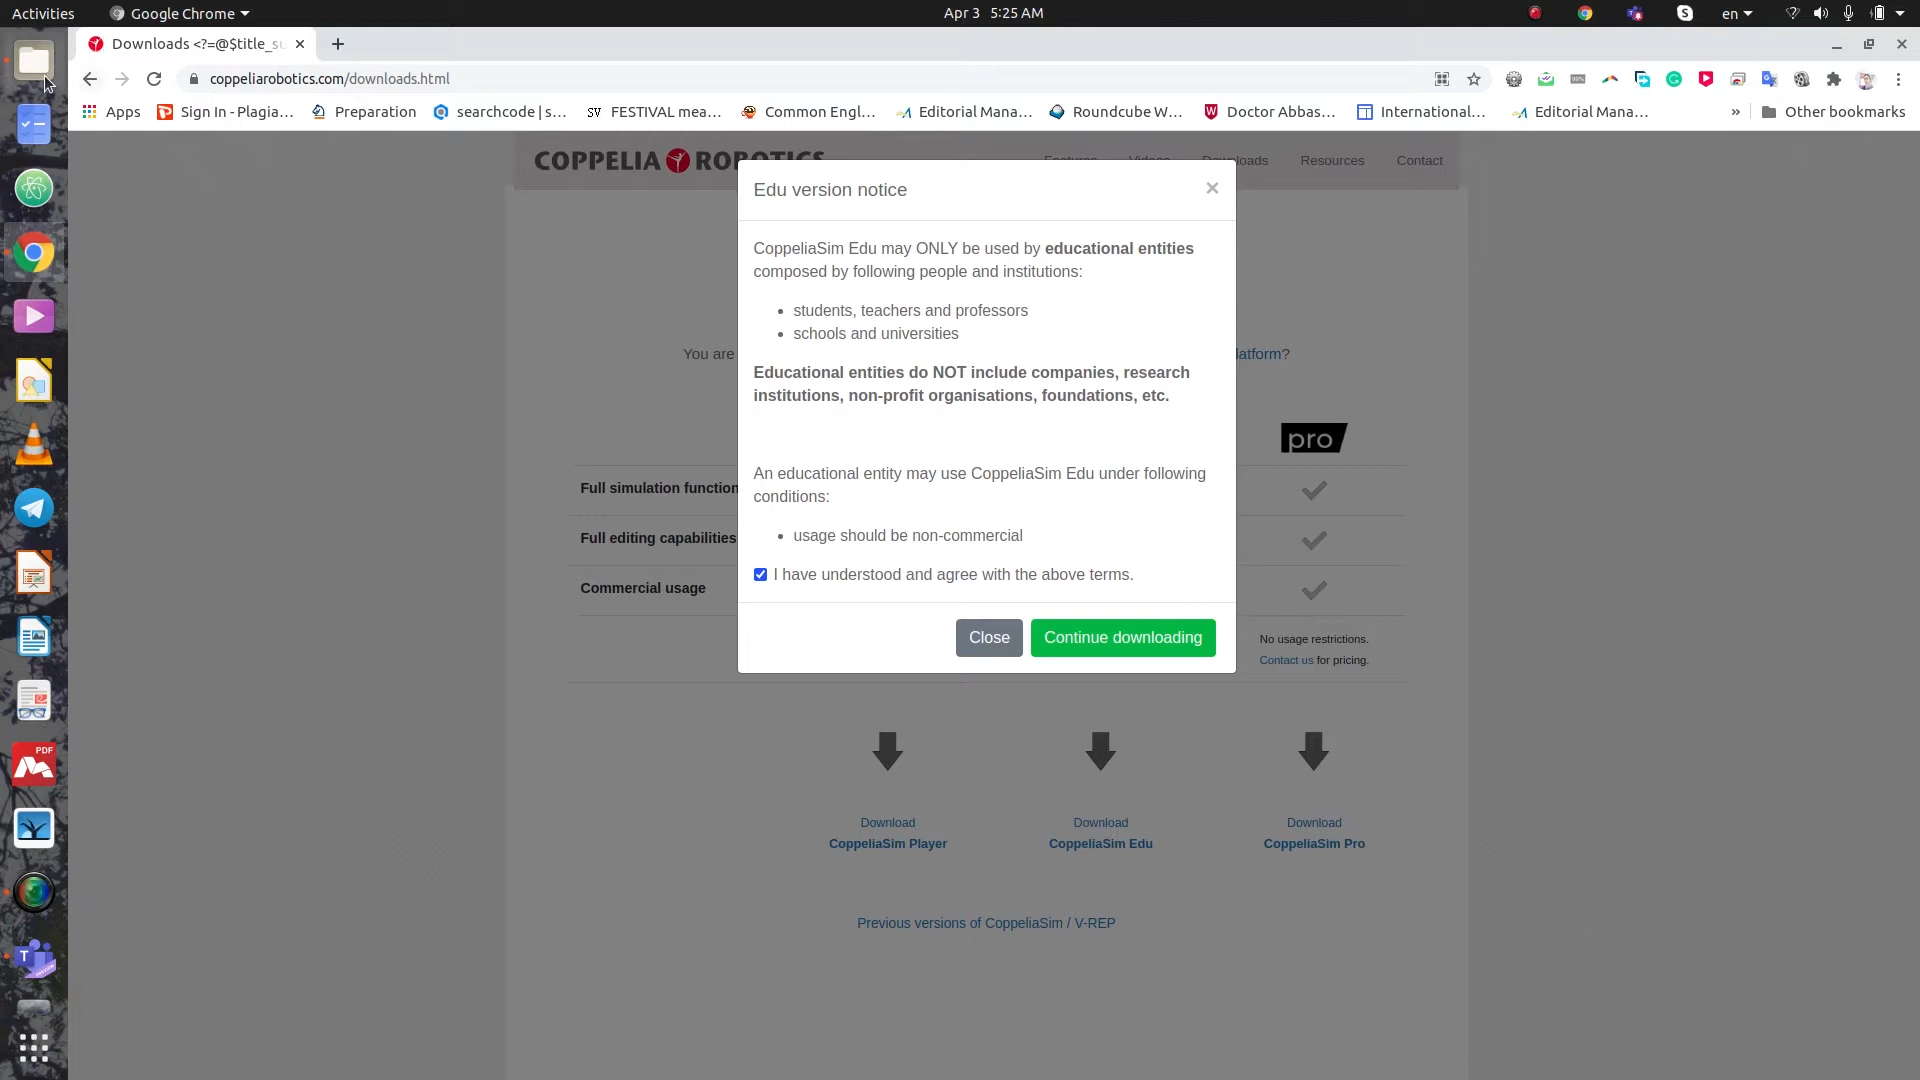 Activities
Google Chrome
Apr 3 5:25 AM
en
Downloads <?=@$title_su
coppeliarobotics.com/downloads.html
Apps
Sign In - Plagia...
Preparation
searchcode | s...
FESTIVAL mea...
Common Engl...
Editorial Mana...
Roundcube W...
Doctor Abbas...
International...
Editorial Mana...
»
Other bookmarks
COPPELIA ROBOTICS
Features
Videos
Downloads
Resources
Contact
Edu version notice
×
CoppeliaSim Edu may ONLY be used by educational entities
composed by following people and institutions:
• students, teachers and professors
• schools and universities
You are
latform?
Educational entities do NOT include companies, research
institutions, non-profit organisations, foundations, etc.
pro
An educational entity may use CoppeliaSim Edu under following
conditions:
• usage should be non-commercial
I have understood and agree with the above terms.
Full simulation function
Full editing capabilities
Commercial usage
Close
Continue downloading
No usage restrictions.
Contact us for pricing.
Download
CoppeliaSim Player
Download
CoppeliaSim Edu
Download
CoppeliaSim Pro
Previous versions of CoppeliaSim / V-REP
PDF